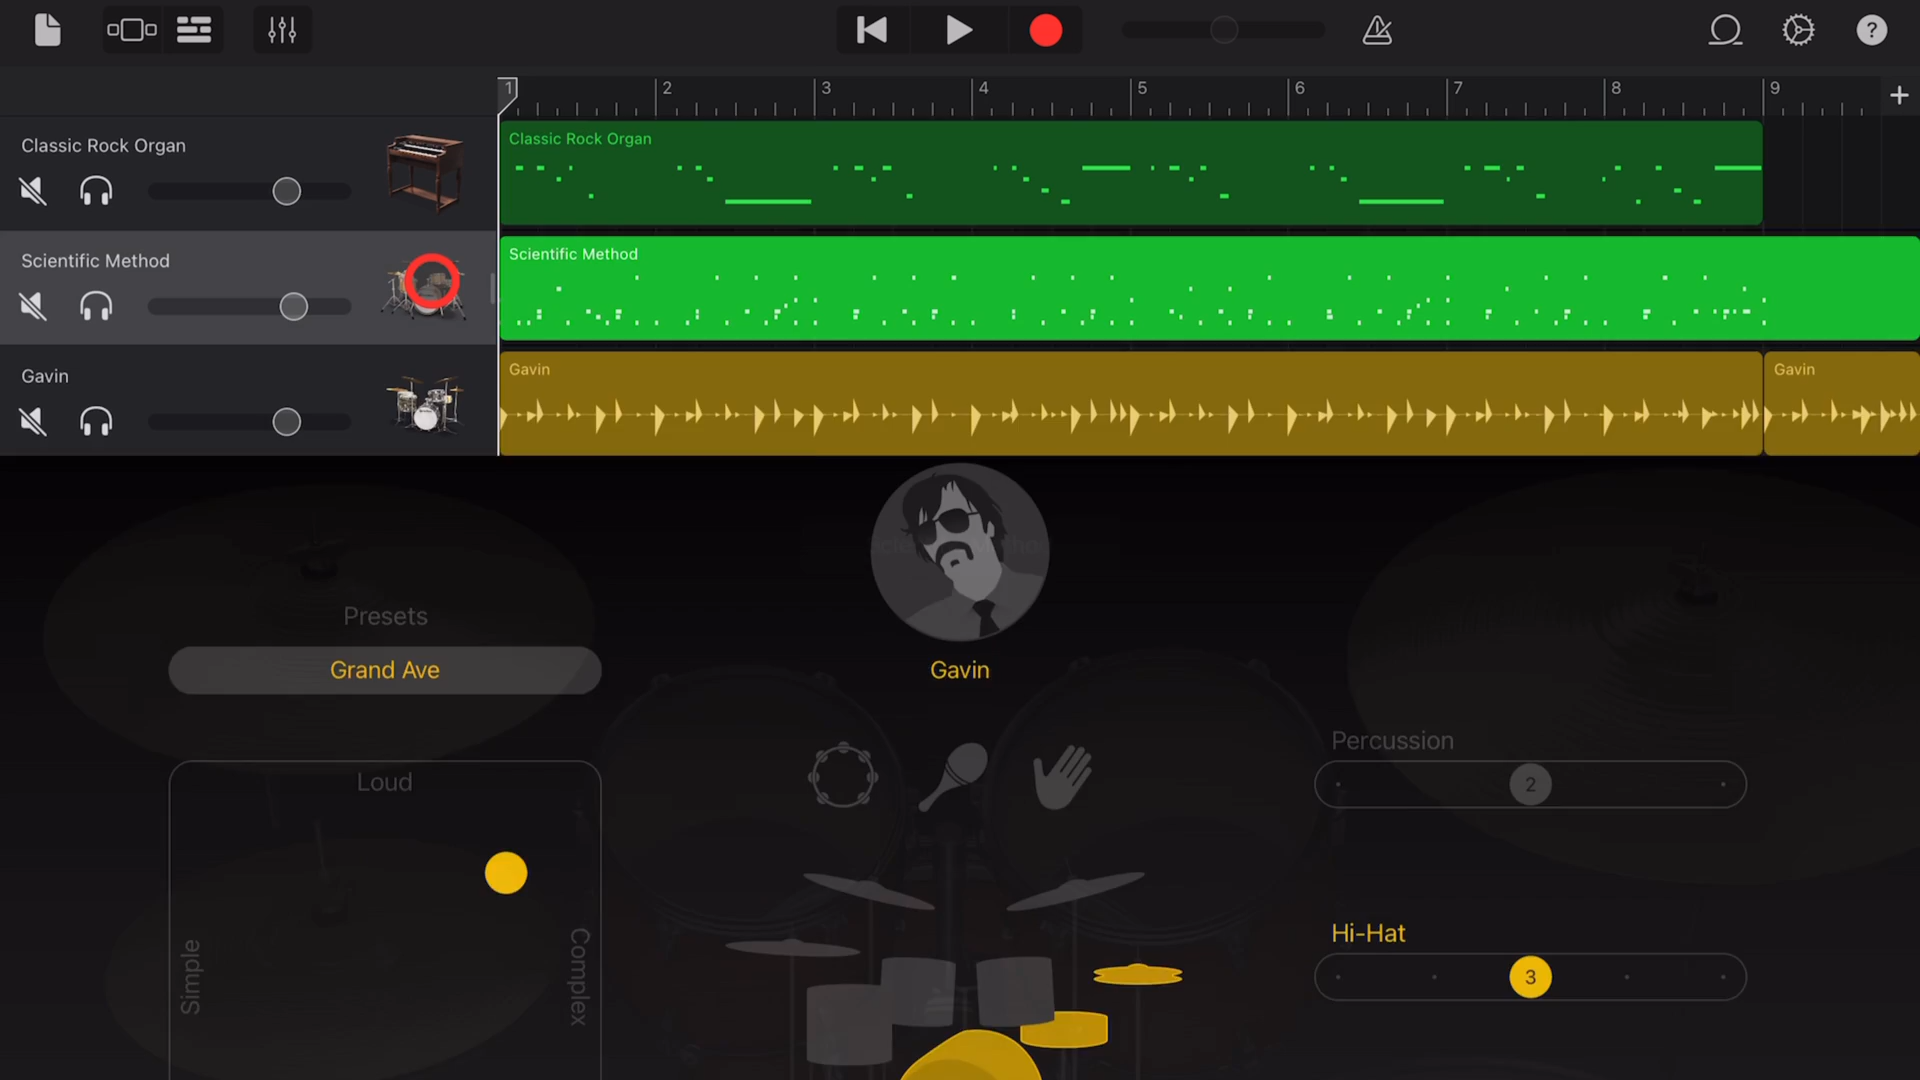 ?
1 2 3 4 5 6 7 8 9 +
Classic Rock Organ
Classic Rock Organ
Scientific Method
Scientific Method
Gavin
Gavin
Gavin
Presets
Grand Ave
Gavin
Loud
Simple
Complex
Percussion
2
Hi-Hat
3